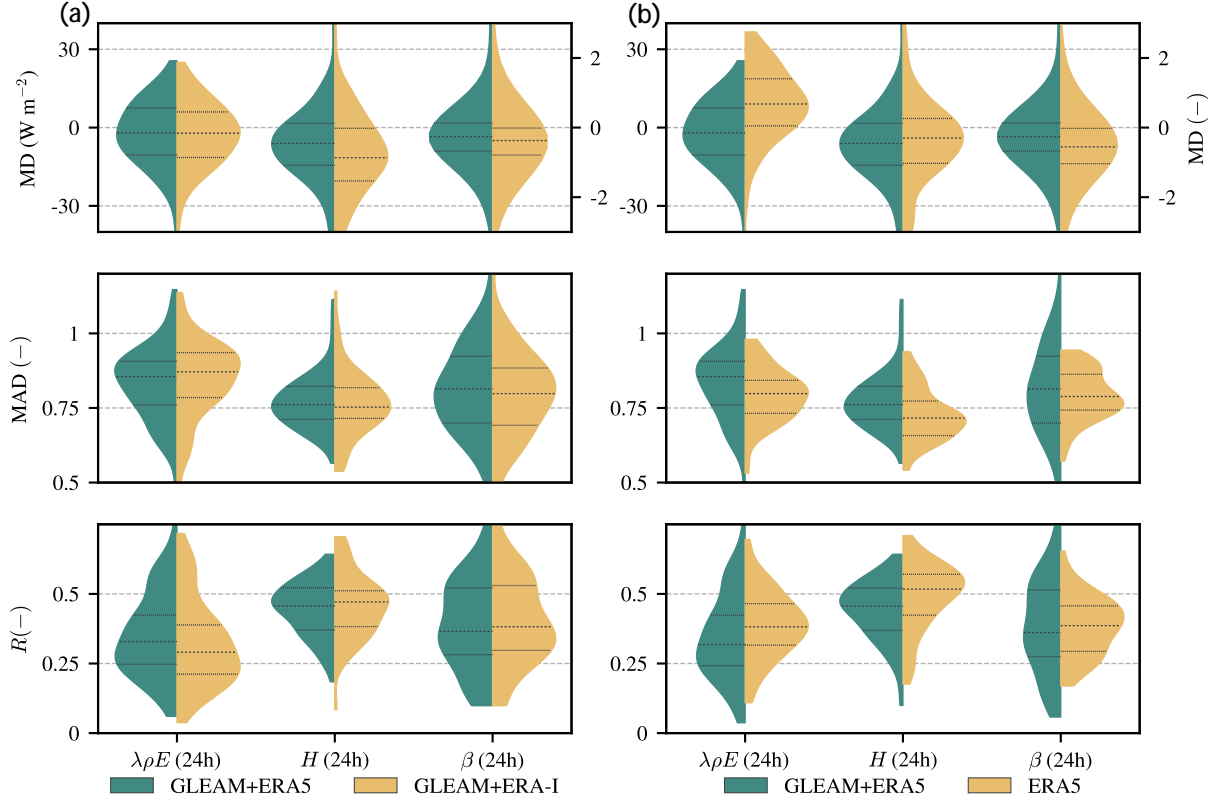 (a)
(b)
30
0
-30
MD (W m⁻²)
2
0
-2
30
0
-30
2
0
-2
MD (−)
1
0.75
0.5
MAD (−)
1
0.75
0.5
0.5
0.25
0
R(−)
0.5
0.25
0
λρE (24h) H (24h) β (24h)
λρE (24h) H (24h) β (24h)
GLEAM+ERA5 GLEAM+ERA-I
GLEAM+ERA5 ERA5